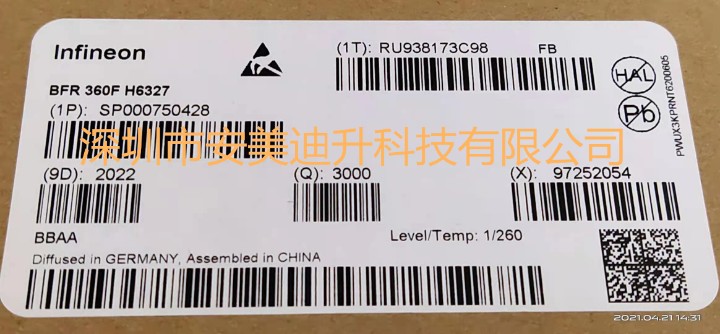 Infineon
(1T): RU938173C98 FB
BFR 360F H6327
(1P): SP000750428
HAL
Pb
PWUX3KPRNT6200605
深圳市安美迪升科技有限公司
(9D): 2022 (Q): 3000 (X): 97252054
BBAA Level/Temp: 1/260
Diffused in GERMANY, Assembled in CHINA
2021.04.21 14:31